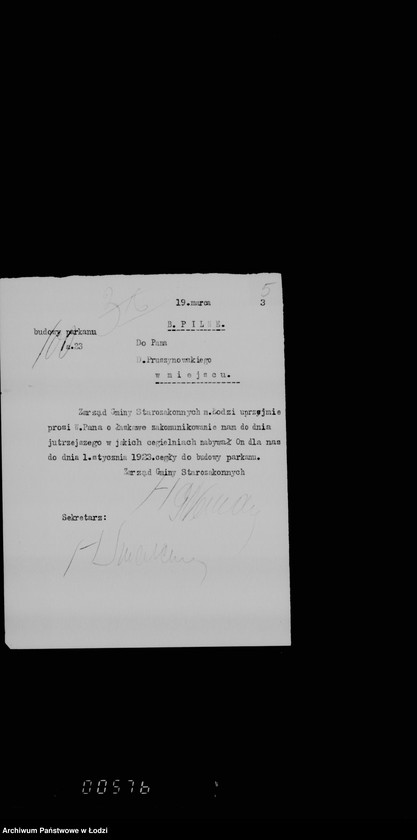 5
19.marca 3
B. P I L N E.
budowy parkanu
Do Pana
u.23
D.Pruszynowskiego
w m i e j s c u.
Zarząd Gminy Starozakonnych m.Łodzi uprzejmie
prosi W.Pana o łaskawe zakomunikowanie nam do dnia
jutrzejszego w jakich cegielniach nabywał On dla nas
do dnia 1.stycznia 1923.cegły do budowy parkanu.
Zarząd Gminy Starozakonnych
Sekretarz:
00576
Archiwum Państwowe w Łodzi